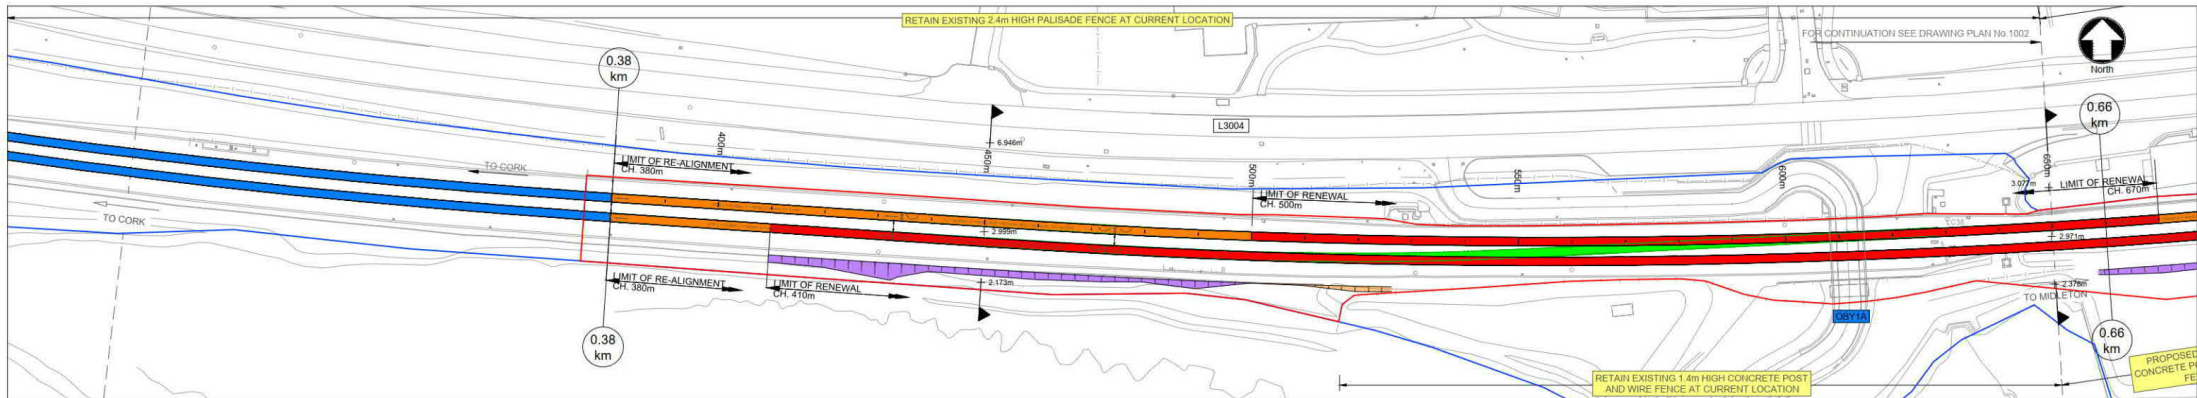 RETAIN EXISTING 2.4m HIGH PALISADE FENCE AT CURRENT LOCATION
FOR CONTINUATION SEE DRAWING PLAN No.1002
North
0.38
km
0.66
km
L3004
400m
450m
6.946m
500m
550m
600m
650m
TO CORK
LIMIT OF RE-ALIGNMENT
CH. 380m
LIMIT OF RENEWAL
CH. 500m
3.077m
LIMIT OF RENEWAL
CH. 670m
TO CORK
2.999m
2.971m
LIMIT OF RE-ALIGNMENT
CH. 380m
LIMIT OF RENEWAL
CH. 410m
2.173m
2.376m
TO MIDLETON
OBY1A
0.38
km
0.66
km
RETAIN EXISTING 1.4m HIGH CONCRETE POST
AND WIRE FENCE AT CURRENT LOCATION
PROPOSED
CONCRETE PO
FE